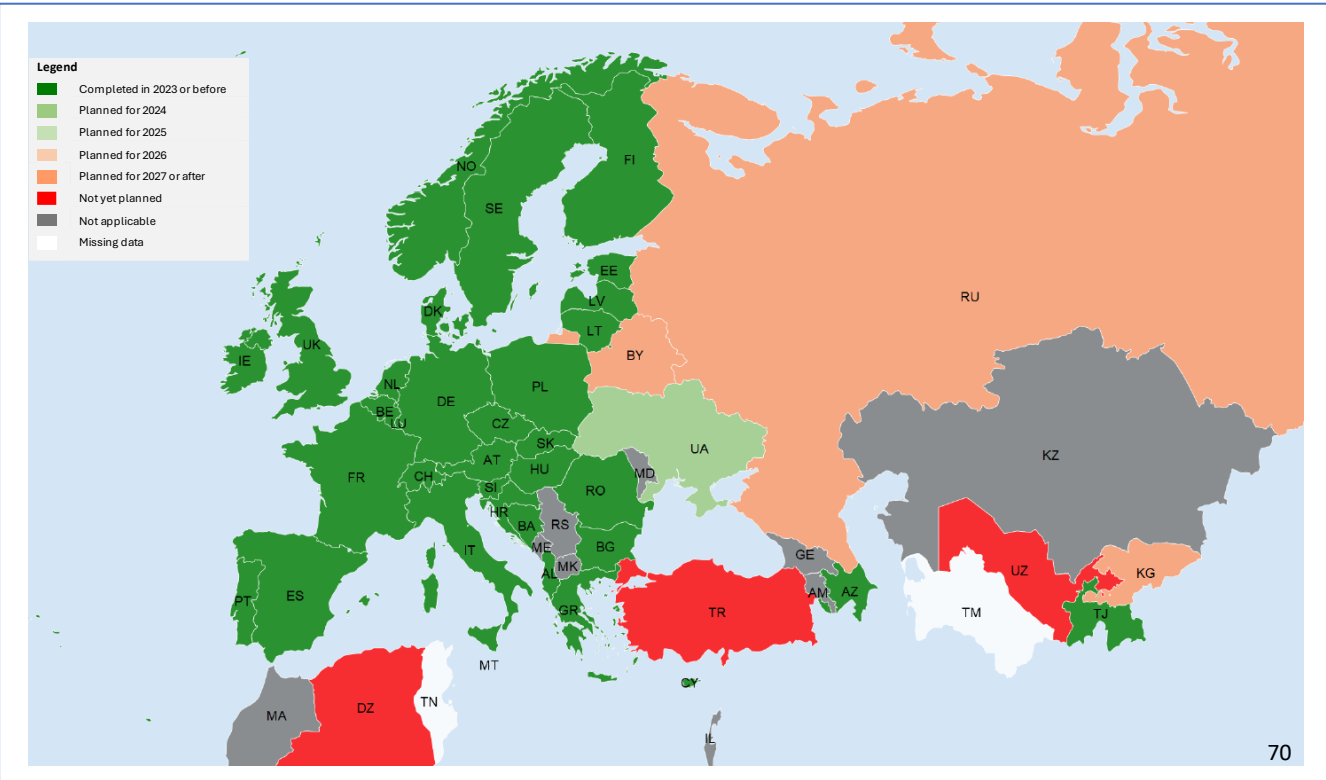 Legend
Completed in 2023 or before
Planned for 2024
Planned for 2025
Planned for 2026
Planned for 2027 or after
Not yet planned
Not applicable
Missing data
NO
FI
SE
EE
RU
LV
DK
LT
UK
BY
IE
NL
PL
DE
BE
LU
CZ
SK
UA
KZ
AT
HU
MD
FR
CH
SI
RO
HR
BA
RS
BG
IT
ME
GE
MK
AL
UZ
KG
AM
AZ
PT
ES
GR
TR
TM
TJ
MT
CY
TN
DZ
MA
IL
70